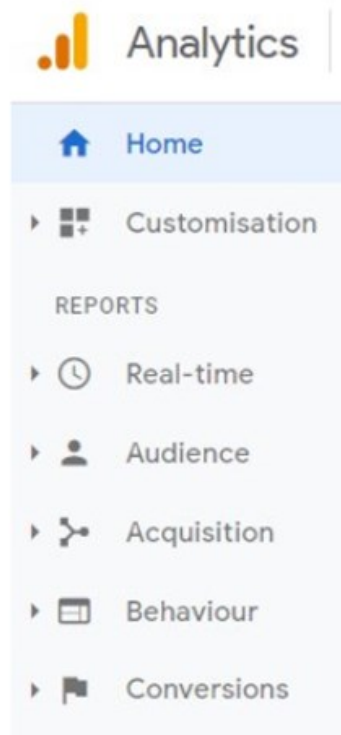 Analytics
Home
Customisation
REPORTS
Real-time
Audience
Acquisition
Behaviour
Conversions